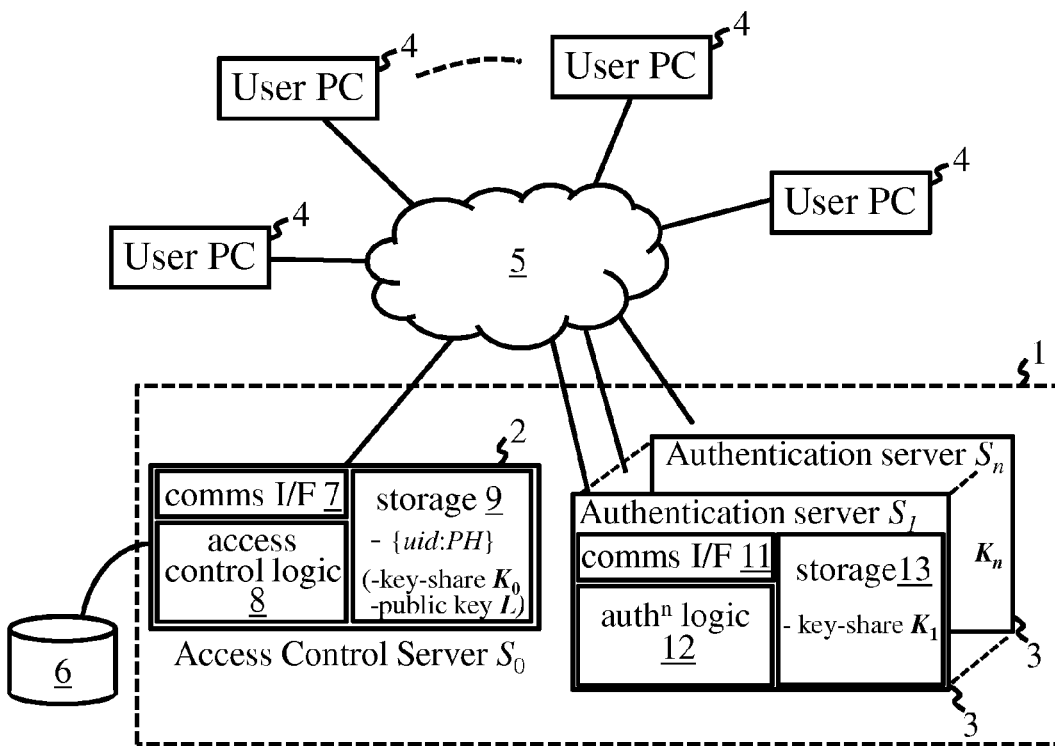 4
User PC
4
User PC
4
User PC
4
User PC
5
1
2
comms I/F 7
storage 9
- {uid:PH}
(-key-share K0
-public key L)
access
control logic
8
Access Control Server S0
6
Authentication server Sn
Kn
3
Authentication server S1
comms I/F 11
storage13
- key-share K1
authⁿ logic
12
3